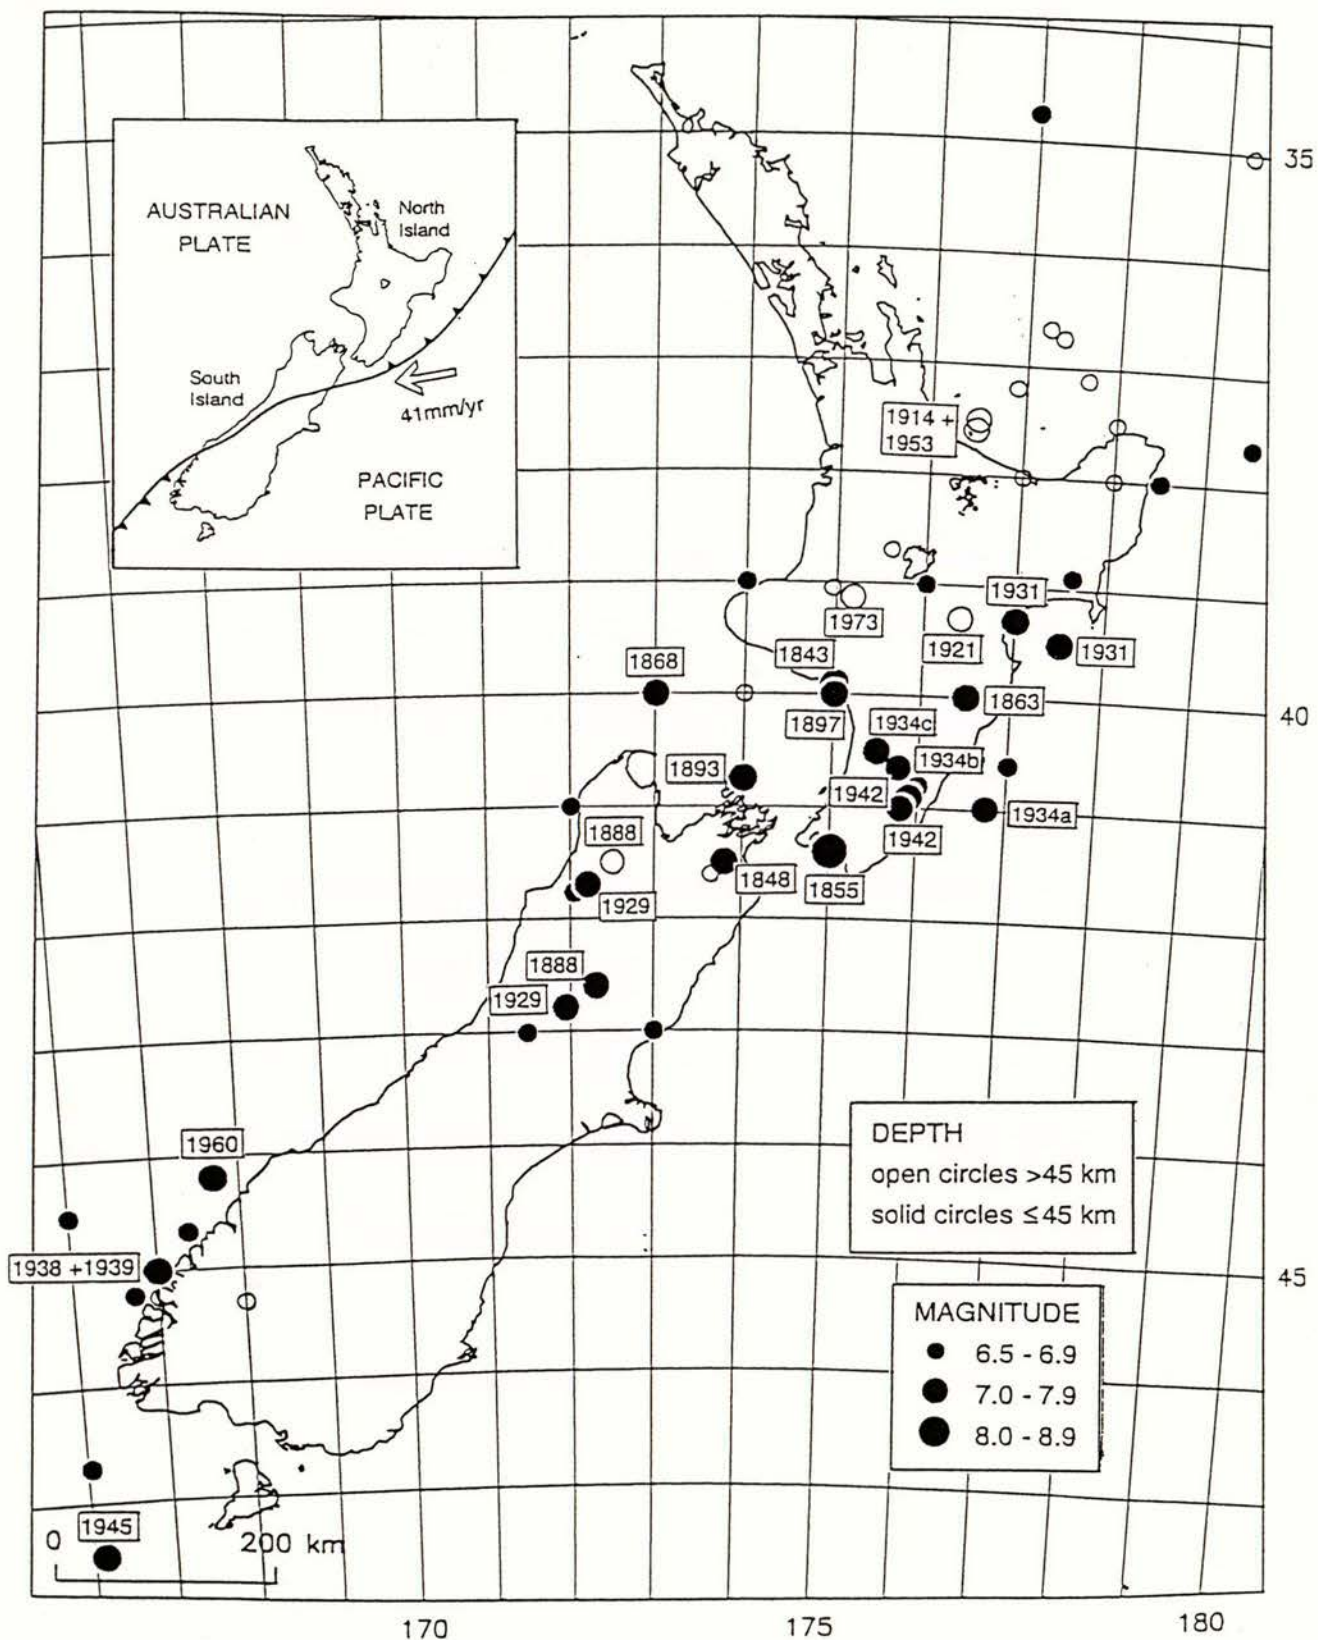 AUSTRALIAN
PLATE
North
Island
South
Island
41mm/yr
PACIFIC
PLATE
35
1914 +
1953
1931
1973
1921
1931
1843
1868
1863
40
1897
1934c
1934b
1893
1942
1934a
1888
1942
1848
1855
1929
1888
1929
DEPTH
open circles >45 km
solid circles ≤45 km
1960
1938 +1939
45
MAGNITUDE
6.5 - 6.9
7.0 - 7.9
8.0 - 8.9
1945
0
200 km
170
175
180